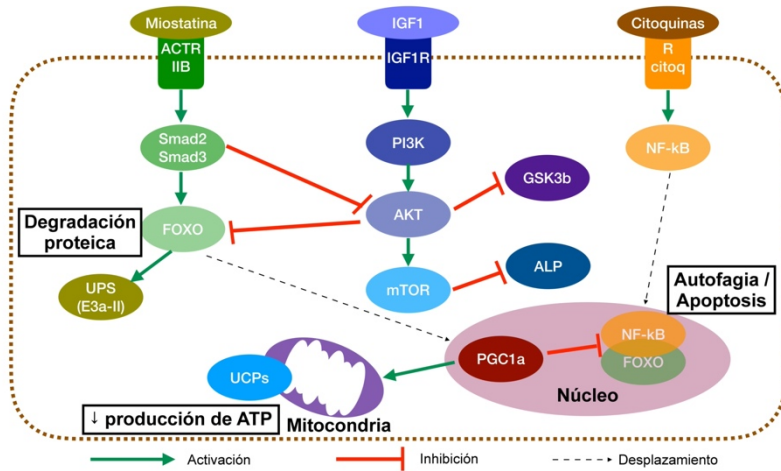 Miostatina
ACTR
IIB
IGF1
IGF1R
Citoquinas
R
citoq
Smad2
Smad3
PI3K
NF-kB
GSK3b
Degradación
proteica
FOXO
AKT
UPS
(E3a-II)
mTOR
ALP
Autofagia /
Apoptosis
NF-kB
FOXO
PGC1a
Núcleo
UCPs
↓ producción de ATP
Mitocondria
Activación
Inhibición
Desplazamiento